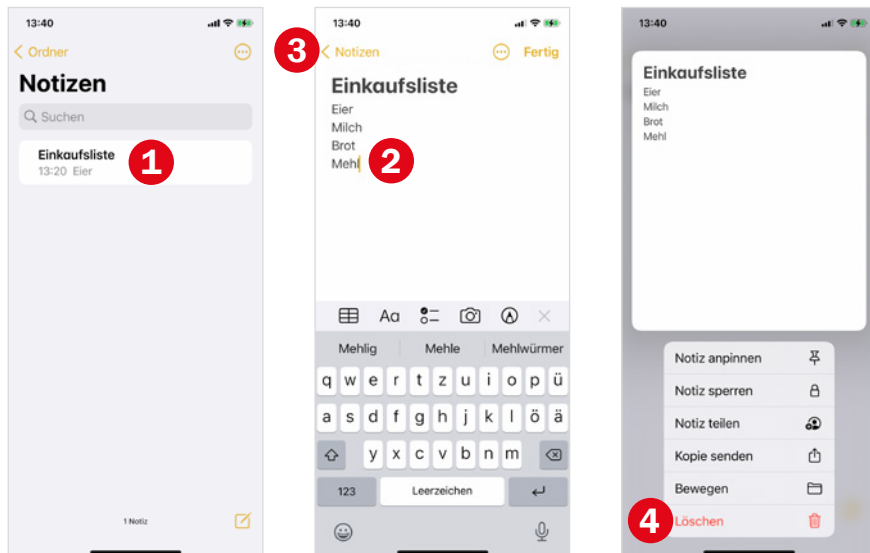 13:40
Ordner
Notizen
Suchen
Einkaufsliste
13:20 Eier
1
1 Notiz
13:40
3
Notizen
Fertig
Einkaufsliste
Eier
Milch
Brot
Mehl
2
Aa
Mehlig Mehle Mehlwürmer
q w e r t z u i o p ü
a s d f g h j k l ö ä
y x c v b n m
123 Leerzeichen
13:40
Einkaufsliste
Eier
Milch
Brot
Mehl
Notiz anpinnen
Notiz sperren
Notiz teilen
Kopie senden
Bewegen
4
Löschen